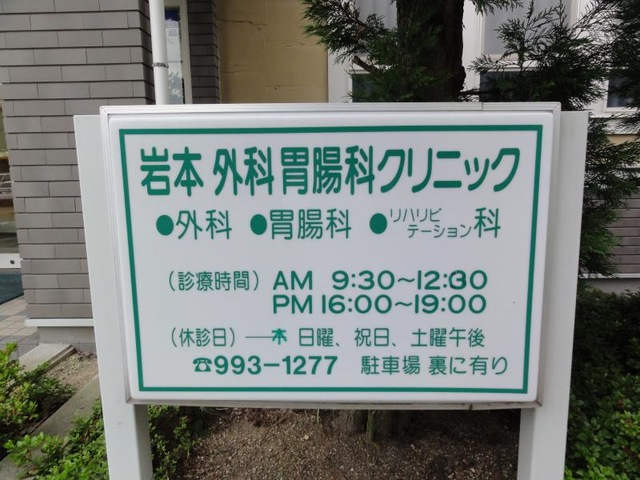 岩本 外科胃腸科クリニック
●外科 ●胃腸科 ●リハリビテーション科
(診療時間) AM 9:30~12:30
PM 16:00~19:00
(休診日)―木 日曜、祝日、土曜午後
☎993-1277 駐車場 裏に有り